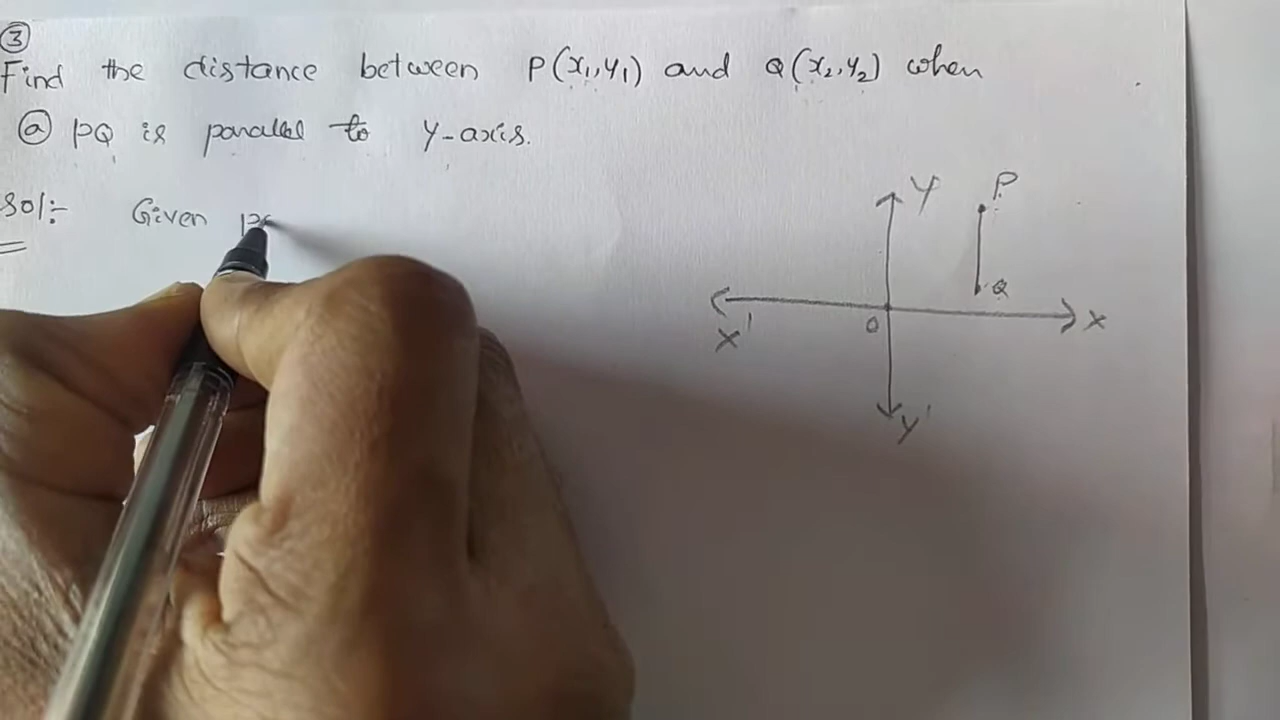 ③
Find the distance between P(x₁,y₁) and Q(x₂,y₂) when
ⓐ PQ is parallel to y-axis.
Sol:- Given
Y
P
Q
X'
O
X
Y'